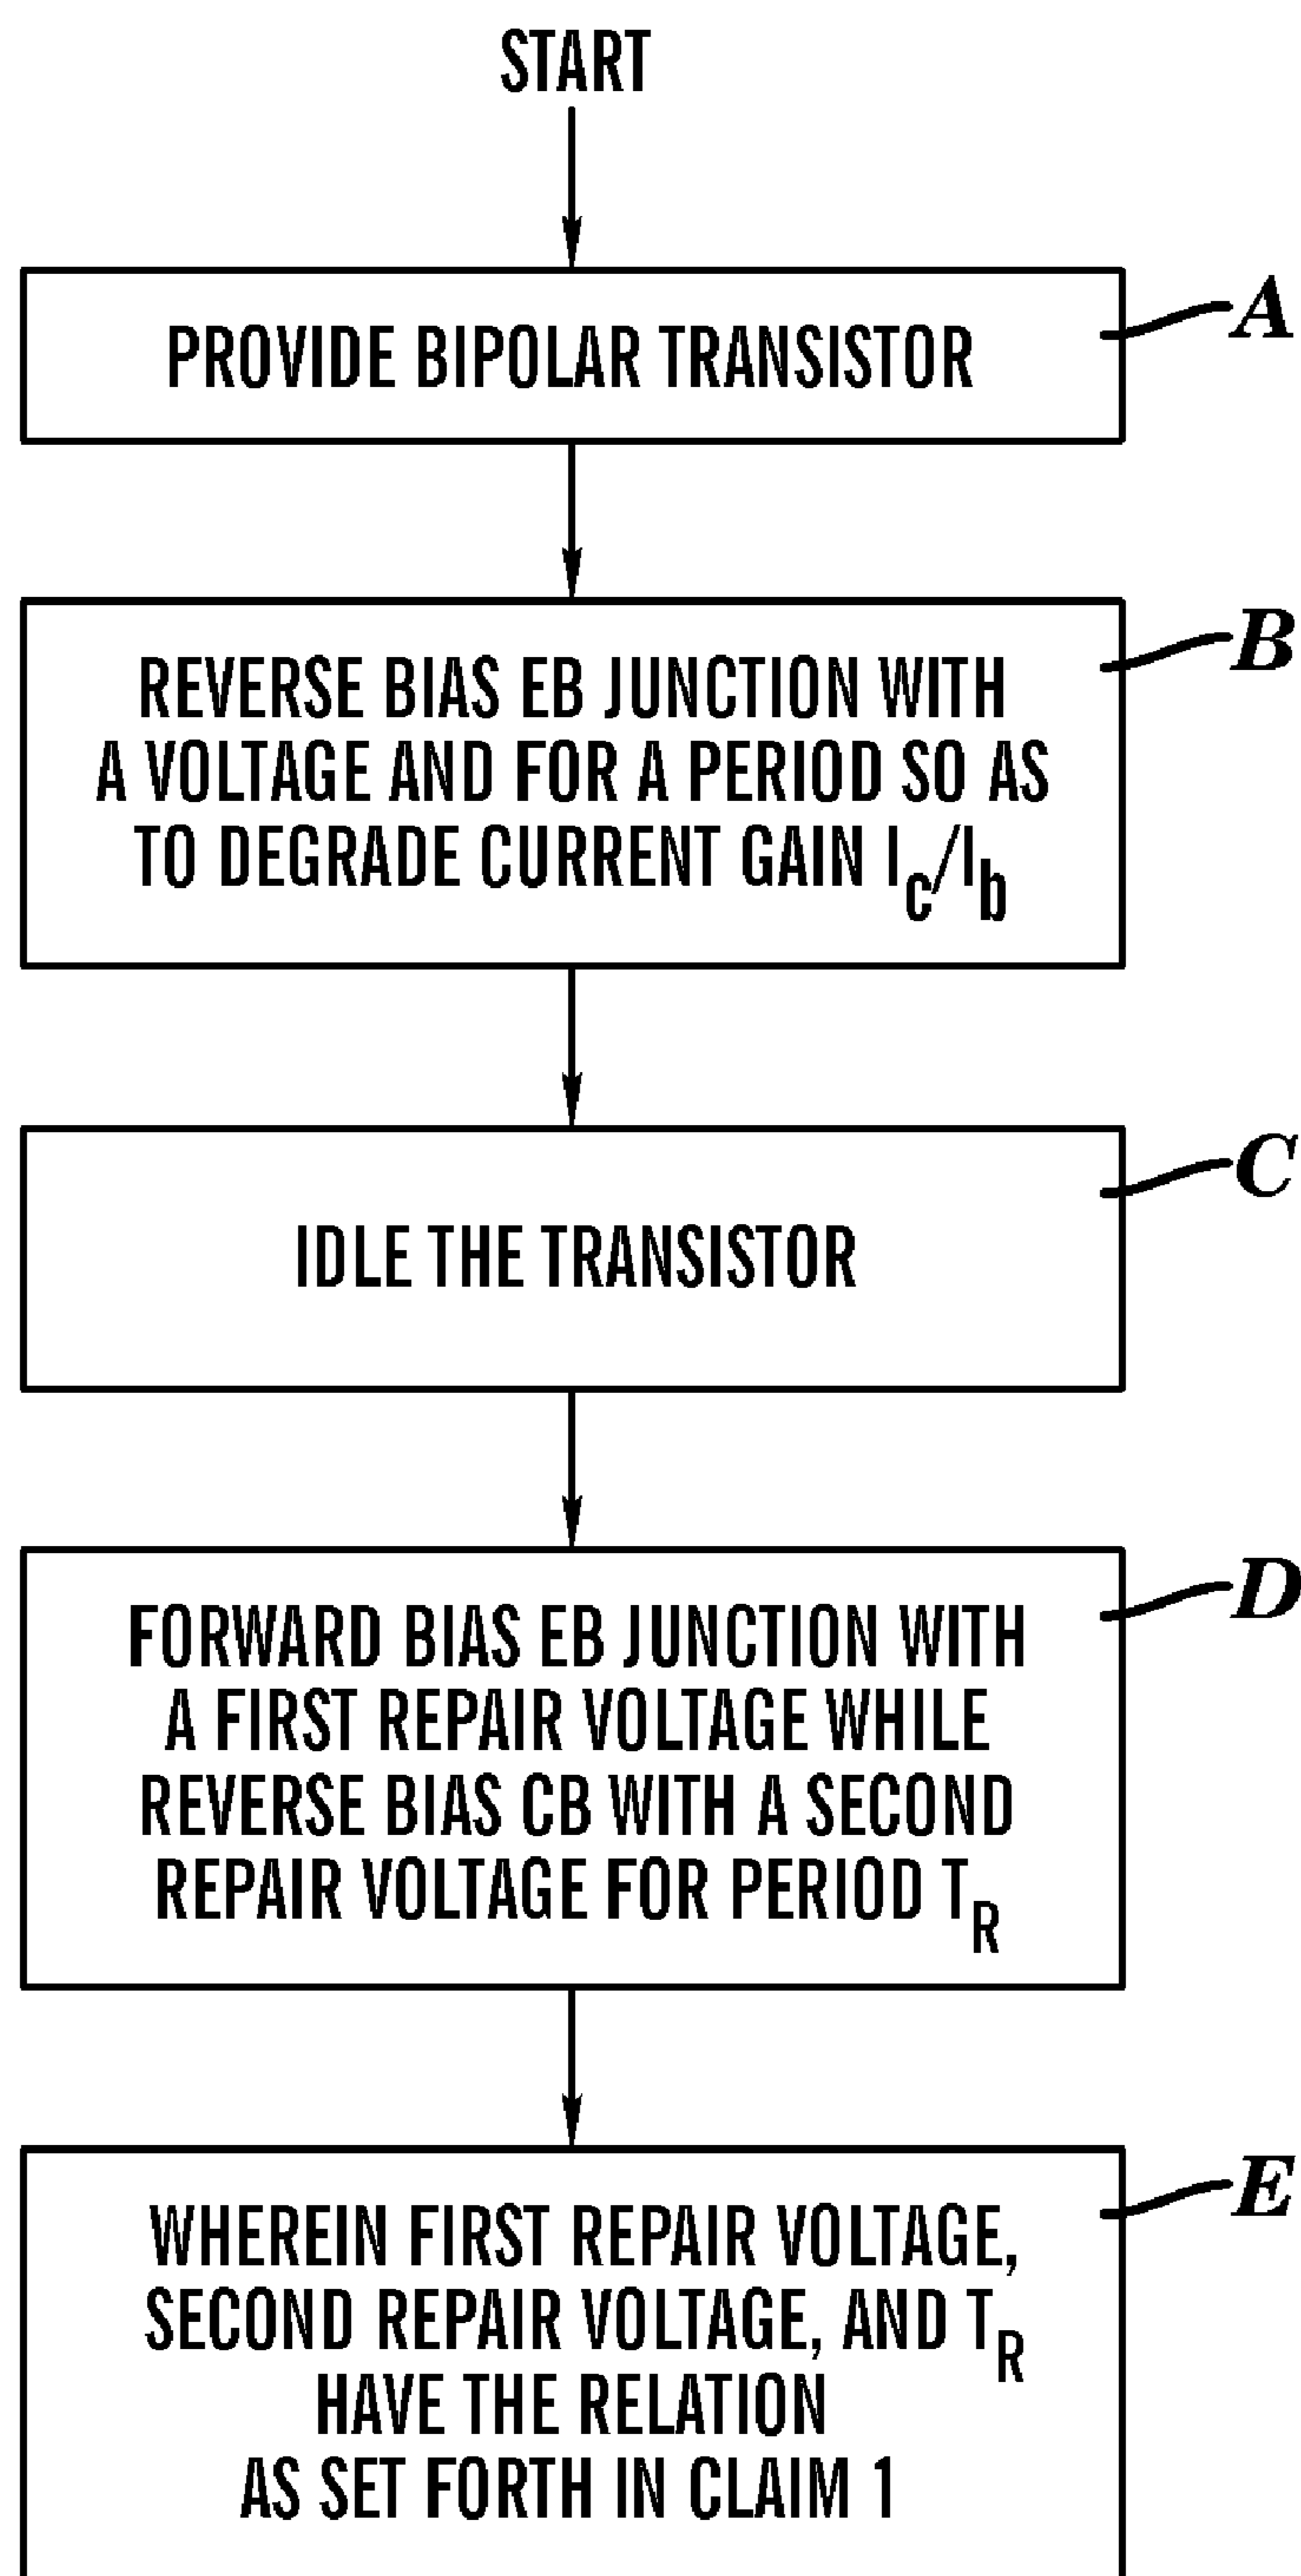 START
PROVIDE BIPOLAR TRANSISTOR
A
REVERSE BIAS EB JUNCTION WITH
A VOLTAGE AND FOR A PERIOD SO AS
TO DEGRADE CURRENT GAIN Ic/Ib
B
IDLE THE TRANSISTOR
C
FORWARD BIAS EB JUNCTION WITH
A FIRST REPAIR VOLTAGE WHILE
REVERSE BIAS CB WITH A SECOND
REPAIR VOLTAGE FOR PERIOD TR
D
WHEREIN FIRST REPAIR VOLTAGE,
SECOND REPAIR VOLTAGE, AND TR
HAVE THE RELATION
AS SET FORTH IN CLAIM 1
E